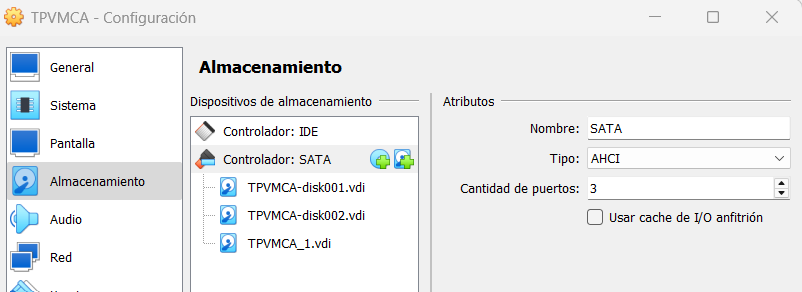 TPVMCA - Configuración
General
Sistema
Pantalla
Almacenamiento
Audio
Red
Almacenamiento
Dispositivos de almacenamiento
Controlador: IDE
Controlador: SATA
TPVMCA-disk001.vdi
TPVMCA-disk002.vdi
TPVMCA_1.vdi
Atributos
Nombre: SATA
Tipo: AHCI
Cantidad de puertos: 3
Usar cache de I/O anfitrión